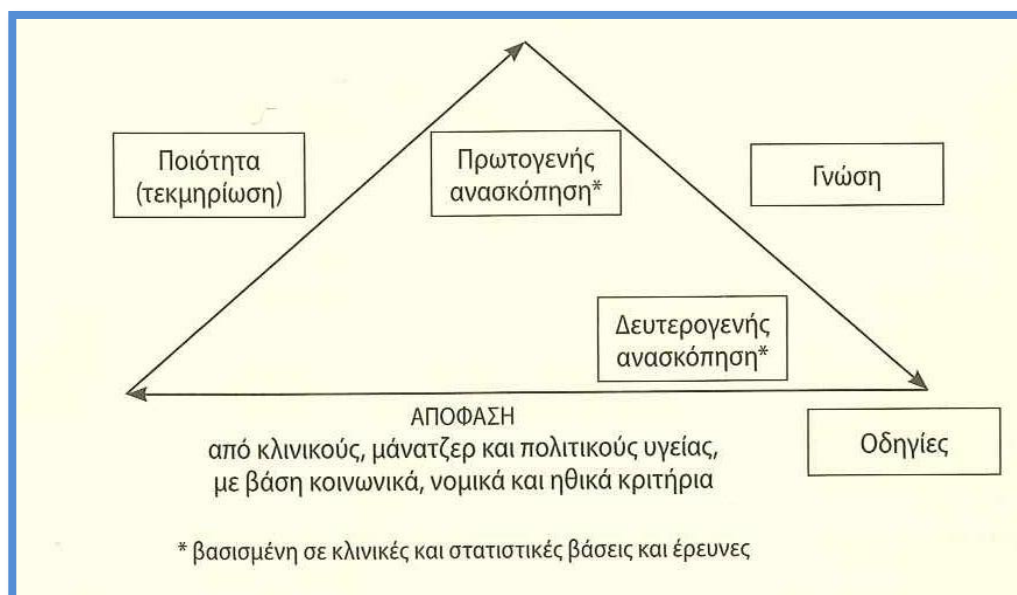 Ποιότητα
(τεκμηρίωση)
Πρωτογενής
ανασκόπηση*
Γνώση
Δευτερογενής
ανασκόπηση*
ΑΠΟΦΑΣΗ
από κλινικούς, μάνατζερ και πολιτικούς υγείας,
με βάση κοινωνικά, νομικά και ηθικά κριτήρια
Οδηγίες
* βασισμένη σε κλινικές και στατιστικές βάσεις και έρευνες